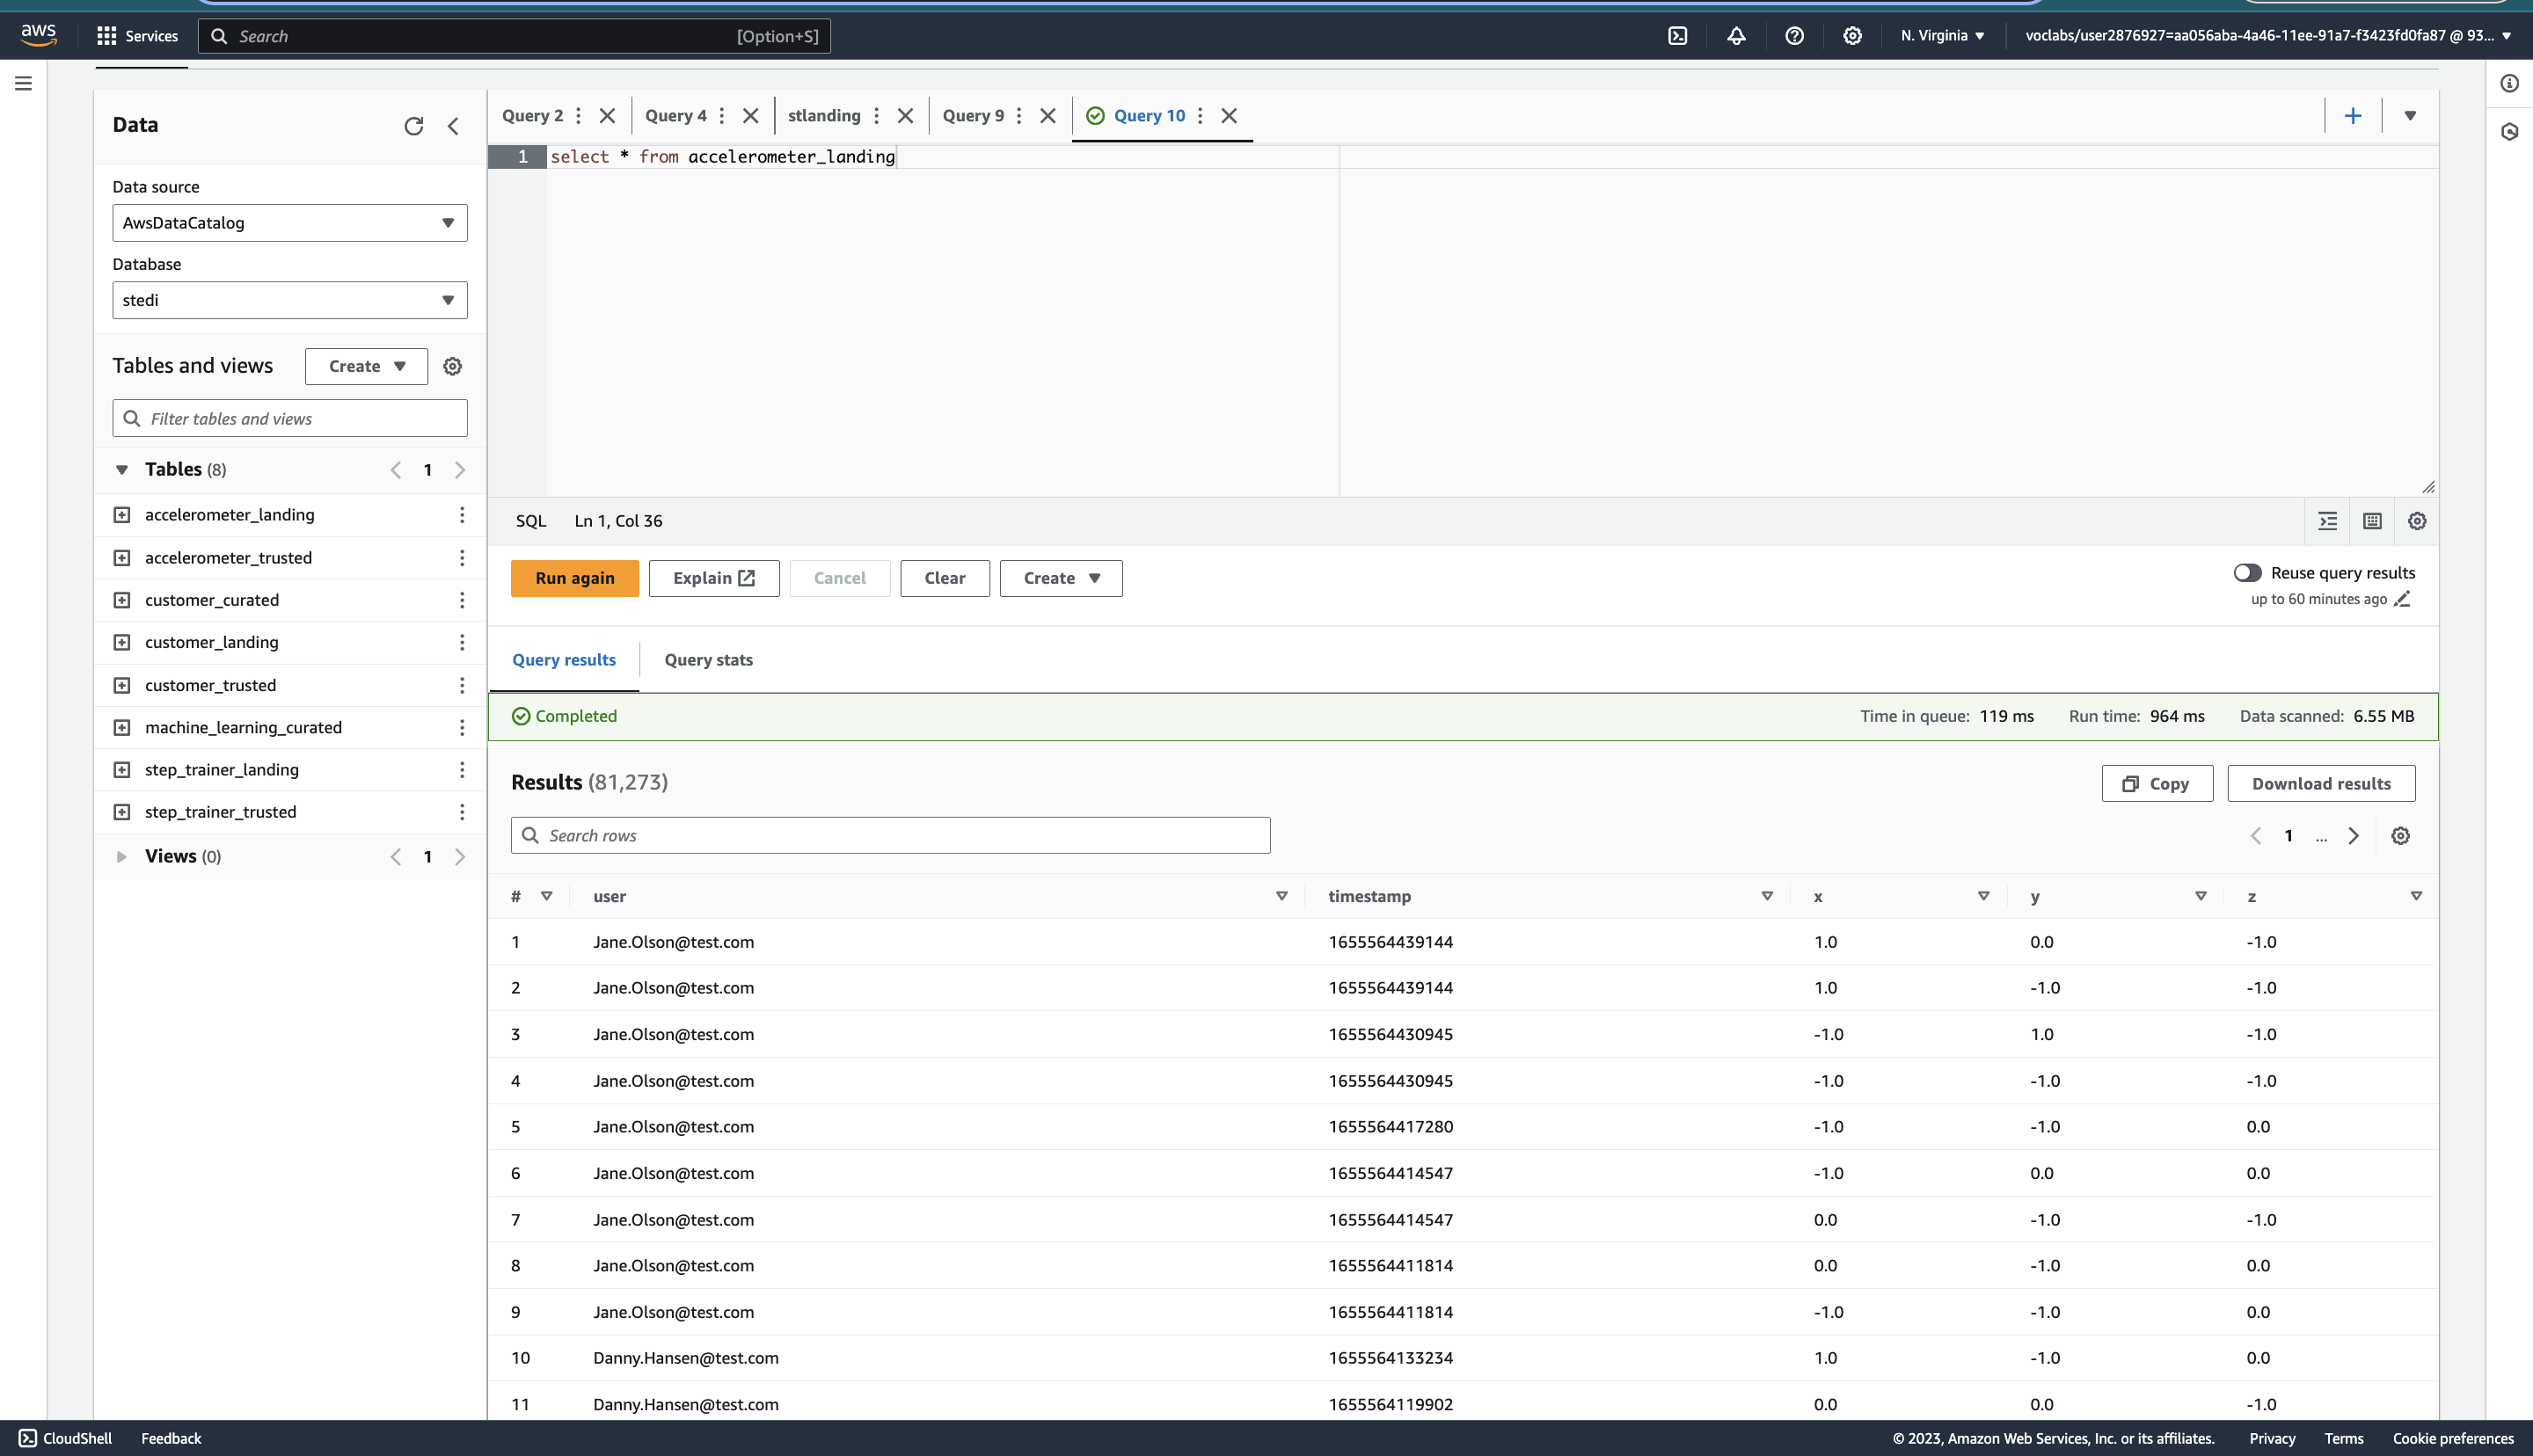 aws Services Search [Option+S] N. Virginia voclabs/user2876927=aa056aba-4a46-11ee-91a7-f3423fd0fa87 @ 93...
Data
Data source
AwsDataCatalog
Database
stedi
Tables and views Create
Filter tables and views
Tables (8) 1
accelerometer_landing
accelerometer_trusted
customer_curated
customer_landing
customer_trusted
machine_learning_curated
step_trainer_landing
step_trainer_trusted
Views (0) 1
Query 2 Query 4 stlanding Query 9 Query 10
1 select * from accelerometer_landing
SQL Ln 1, Col 36
Run again Explain Cancel Clear Create
Reuse query results
up to 60 minutes ago
Query results Query stats
Completed Time in queue: 119 ms Run time: 964 ms Data scanned: 6.55 MB
Results (81,273) Copy Download results
Search rows 1 ...
# user timestamp x y z
1 Jane.Olson@test.com 1655564439144 1.0 0.0 -1.0
2 Jane.Olson@test.com 1655564439144 1.0 -1.0 -1.0
3 Jane.Olson@test.com 1655564430945 -1.0 1.0 -1.0
4 Jane.Olson@test.com 1655564430945 -1.0 -1.0 -1.0
5 Jane.Olson@test.com 1655564417280 -1.0 -1.0 0.0
6 Jane.Olson@test.com 1655564414547 -1.0 0.0 0.0
7 Jane.Olson@test.com 1655564414547 0.0 -1.0 -1.0
8 Jane.Olson@test.com 1655564411814 0.0 -1.0 0.0
9 Jane.Olson@test.com 1655564411814 -1.0 -1.0 0.0
10 Danny.Hansen@test.com 1655564133234 1.0 -1.0 0.0
11 Danny.Hansen@test.com 1655564119902 0.0 0.0 -1.0
CloudShell Feedback © 2023, Amazon Web Services, Inc. or its affiliates. Privacy Terms Cookie preferences